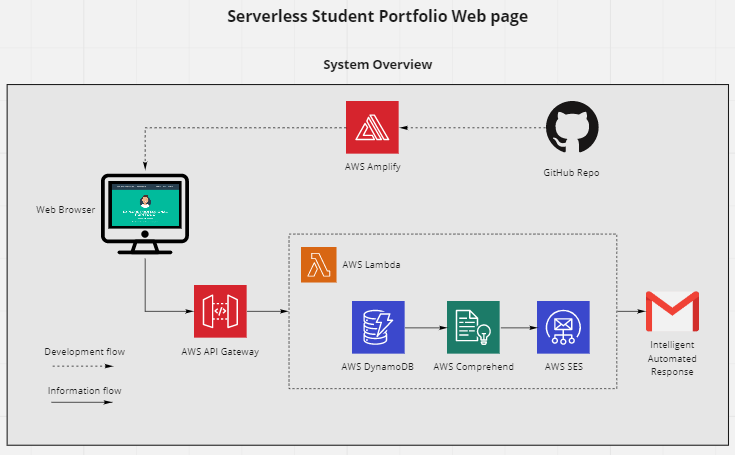 Serverless Student Portfolio Web page
System Overview
AWS Amplify
GitHub Repo
Web Browser
AWS Lambda
AWS API Gateway
AWS DynamoDB
AWS Comprehend
AWS SES
Intelligent
Automated
Response
Development flow
Information flow